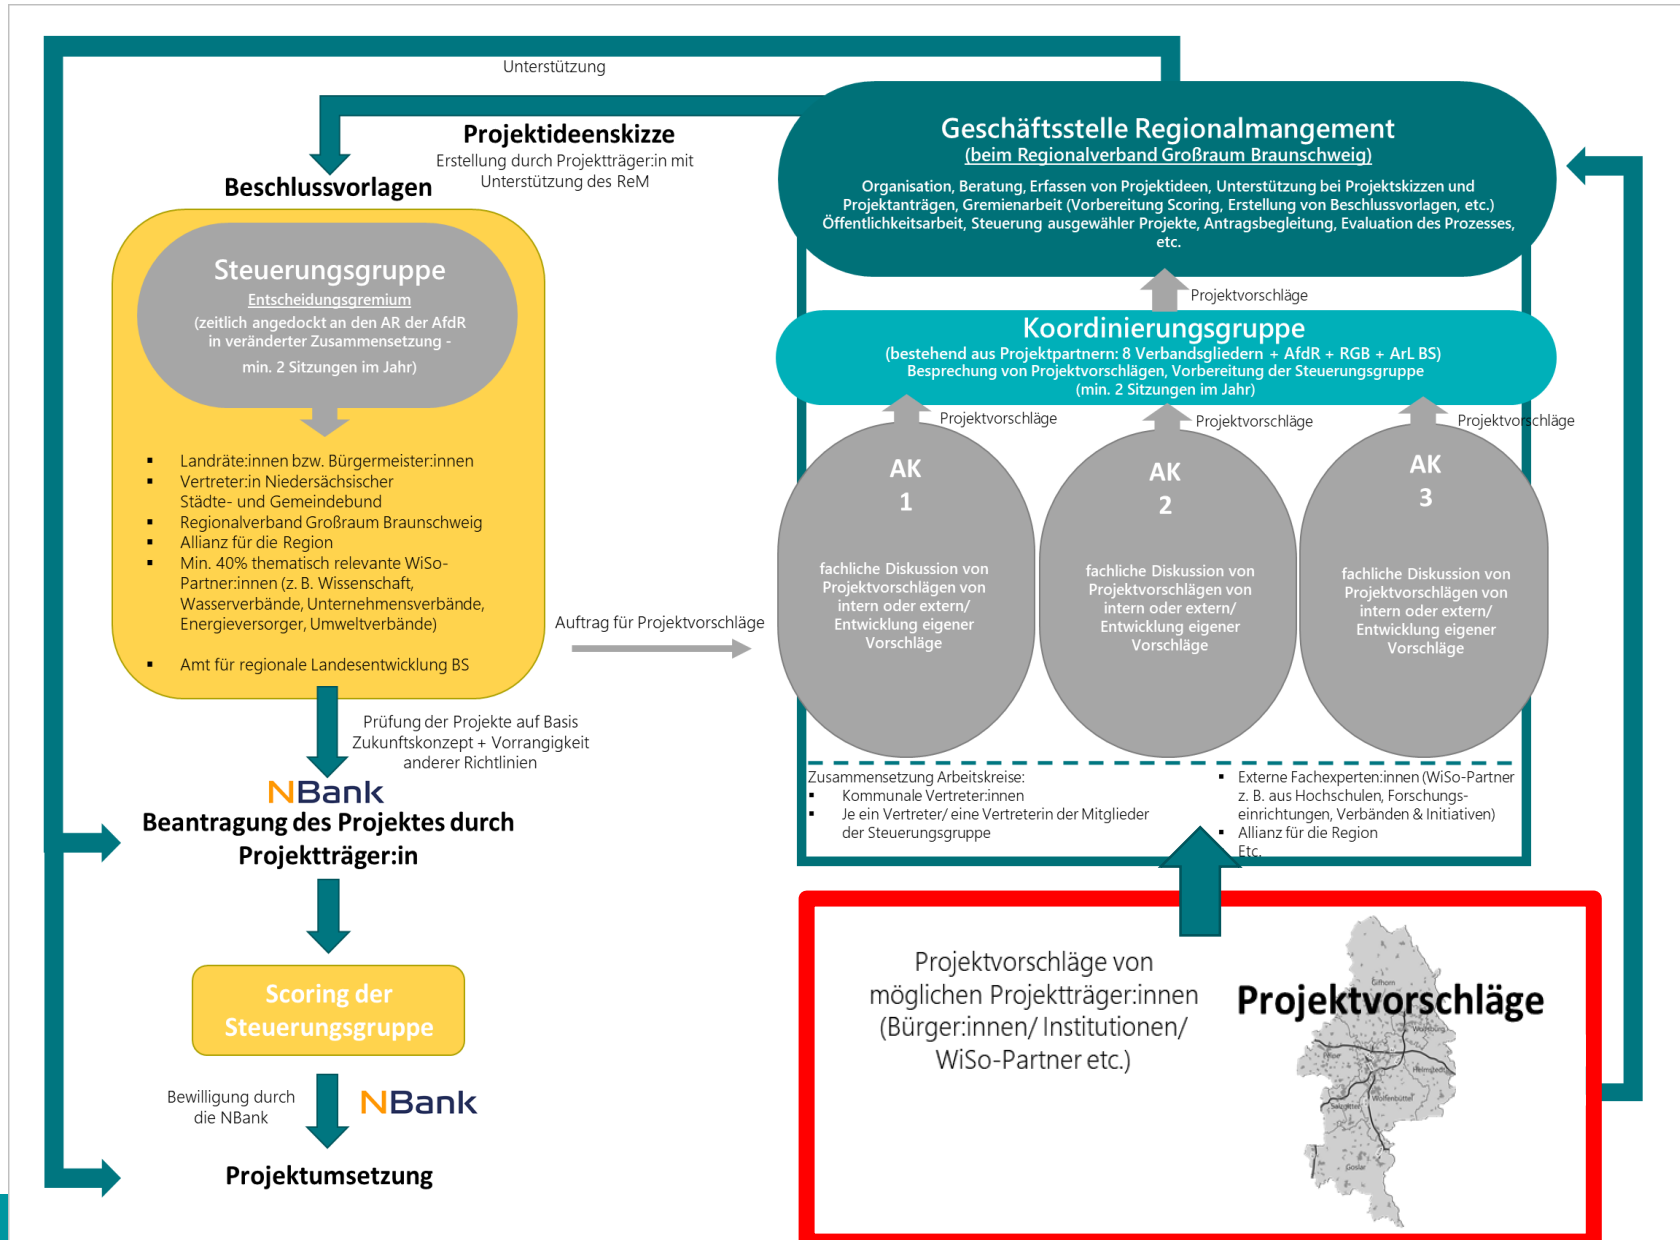 Unterstützung
Projektideenskizze
Erstellung durch Projektträger:in mit
Unterstützung des ReM
Beschlussvorlagen
Steuerungsgruppe
Entscheidungsgremium
(zeitlich angedockt an den AR der AfdR
in veränderter Zusammensetzung -
min. 2 Sitzungen im Jahr)
▪ Landräte:innen bzw. Bürgermeister:innen
▪ Vertreter:in Niedersächsischer
Städte- und Gemeindebund
▪ Regionalverband Großraum Braunschweig
▪ Allianz für die Region
▪ Min. 40% thematisch relevante WiSo-
Partner:innen (z. B. Wissenschaft,
Wasserverbände, Unternehmensverbände,
Energieversorger, Umweltverbände)
▪ Amt für regionale Landesentwicklung BS
Prüfung der Projekte auf Basis
Zukunftskonzept + Vorrangigkeit
anderer Richtlinien
NBank
Beantragung des Projektes durch
Projektträger:in
Scoring der
Steuerungsgruppe
Bewilligung durch
die NBank
NBank
Projektumsetzung
Auftrag für Projektvorschläge
Geschäftsstelle Regionalmangement
(beim Regionalverband Großraum Braunschweig)
Organisation, Beratung, Erfassen von Projektideen, Unterstützung bei Projektskizzen und
Projektanträgen, Gremienarbeit (Vorbereitung Scoring, Erstellung von Beschlussvorlagen, etc.)
Öffentlichkeitsarbeit, Steuerung ausgewäler Projekte, Antragsbegleitung, Evaluation des Prozesses,
etc.
Projektvorschläge
Koordinierungsgruppe
(bestehend aus Projektpartnern: 8 Verbandsgliedern + AfdR + RGB + ArL BS)
Besprechung von Projektvorschlägen, Vorbereitung der Steuerungsgruppe
(min. 2 Sitzungen im Jahr)
Projektvorschläge
Projektvorschläge
Projektvorschläge
AK
1
fachliche Diskussion von
Projektvorschlägen von
intern oder extern/
Entwicklung eigener
Vorschläge
AK
2
fachliche Diskussion von
Projektvorschlägen von
intern oder extern/
Entwicklung eigener
Vorschläge
AK
3
fachliche Diskussion von
Projektvorschlägen von
intern oder extern/
Entwicklung eigener
Vorschläge
Zusammensetzung Arbeitskreise:
▪ Kommunale Vertreter:innen
▪ Je ein Vertreter/ eine Vertreterin der Mitglieder
der Steuerungsgruppe
▪ Externe Fachexperten:innen (WiSo-Partner
z. B. aus Hochschulen, Forschungs-
einrichtungen, Verbänden & Initiativen)
▪ Allianz für die Region
▪ Etc.
Projektvorschläge von
möglichen Projektträger:innen
(Bürger:innen/ Institutionen/
WiSo-Partner etc.)
Projektvorschläge
Gifhorn
Wolfsburg
Peine
Helmstedt
Wolfenbüttel
Salzgitter
Goslar